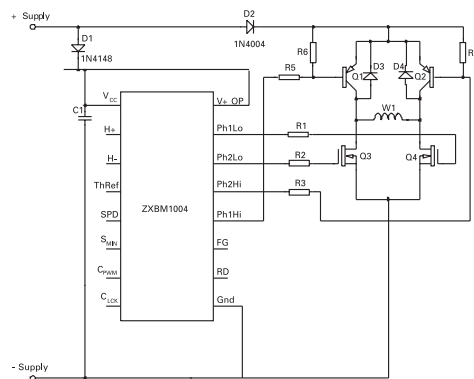 + Supply
D1
1N4148
D2
1N4004
R6
R5
D3
D4
Q1
Q2
R
C1
VCC
V+ OP
W1
H+
Ph1Lo
R1
H-
Ph2Lo
R2
Q3
Q4
ThRef
Ph2Hi
R3
SPD
ZXBM1004
Ph1Hi
SMIN
FG
CPWM
RD
CLCK
Gnd
- Supply